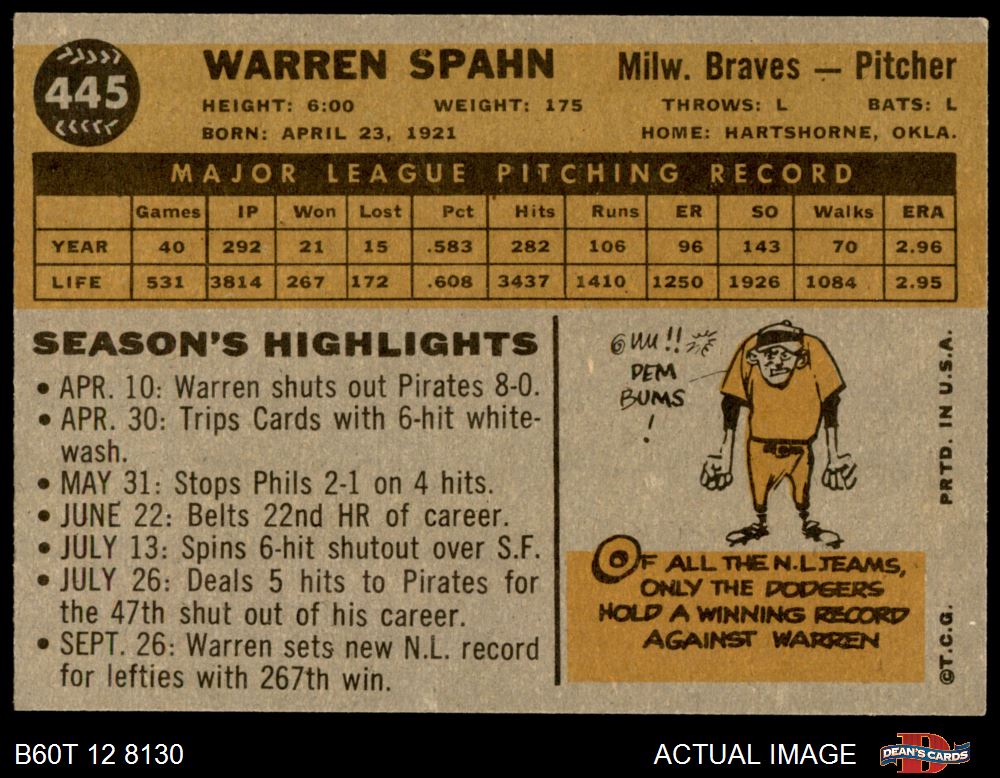 445
WARREN SPAHN
Milw. Braves — Pitcher
HEIGHT: 6:00 WEIGHT: 175 THROWS: L BATS: L
BORN: APRIL 23, 1921 HOME: HARTSHORNE, OKLA.
MAJOR LEAGUE PITCHING RECORD
Games IP Won Lost Pct Hits Runs ER SO Walks ERA
YEAR 40 292 21 15 .583 282 106 96 143 70 2.96
LIFE 531 3814 267 172 .608 3437 1410 1250 1926 1084 2.95
SEASON'S HIGHLIGHTS
• APR. 10: Warren shuts out Pirates 8-0.
• APR. 30: Trips Cards with 6-hit white-
wash.
• MAY 31: Stops Phils 2-1 on 4 hits.
• JUNE 22: Belts 22nd HR of career.
• JULY 13: Spins 6-hit shutout over S.F.
• JULY 26: Deals 5 hits to Pirates for
the 47th shut out of his career.
• SEPT. 26: Warren sets new N.L. record
for lefties with 267th win.
DEM
BUMS
!
OF ALL THE N.L TEAMS,
ONLY THE DODGERS
HOLD A WINNING RECORD
AGAINST WARREN
PRTD. IN U.S.A.
©T.C.G.
B60T 12 8130
ACTUAL IMAGE
DEAN'S CARDS